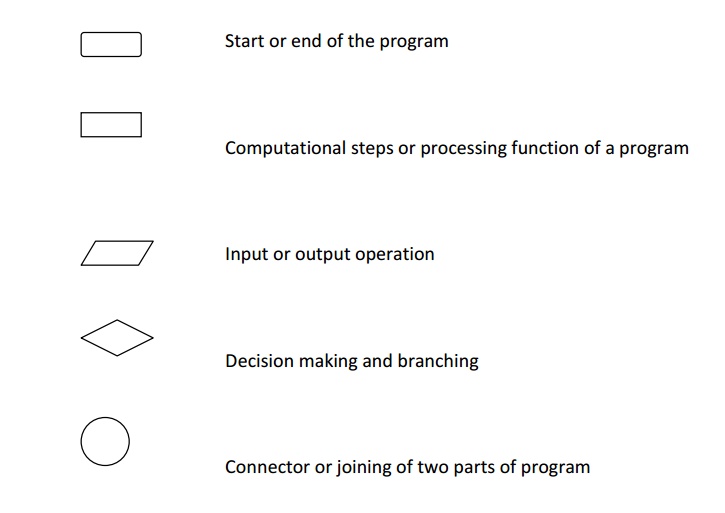 Start or end of the program
Computational steps or processing function of a program
Input or output operation
Decision making and branching
Connector or joining of two parts of program